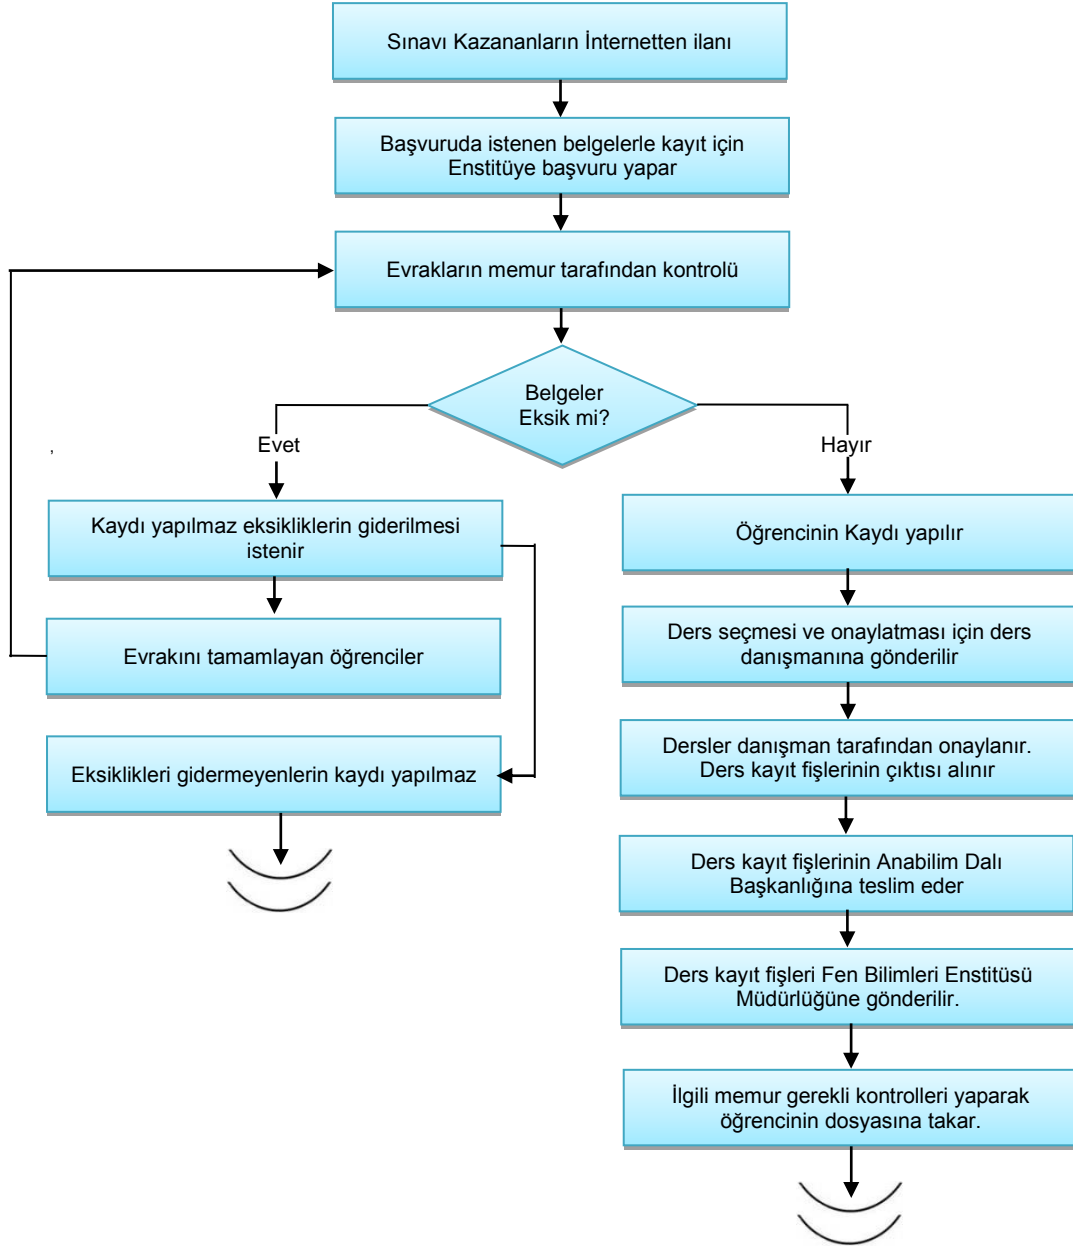 Sınavı Kazananların İnternetten ilanı
Başvuruda istenen belgelerle kayıt için
Enstitüye başvuru yapar
Evrakların memur tarafından kontrolü
Belgeler
Eksik mi?
Evet
Hayır
,
Kaydı yapılmaz eksikliklerin giderilmesi
istenir
Evrakını tamamlayan öğrenciler
Eksiklikleri gidermeyenlerin kaydı yapılmaz
Öğrencinin Kaydı yapılır
Ders seçmesi ve onaylatması için ders
danışmanına gönderilir
Dersler danışman tarafından onaylanır.
Ders kayıt fişlerinin çıktısı alınır
Ders kayıt fişlerinin Anabilim Dalı
Başkanlığına teslim eder
Ders kayıt fişleri Fen Bilimleri Enstitüsü
Müdürlüğüne gönderilir.
İlgili memur gerekli kontrolleri yaparak
öğrencinin dosyasına takar.